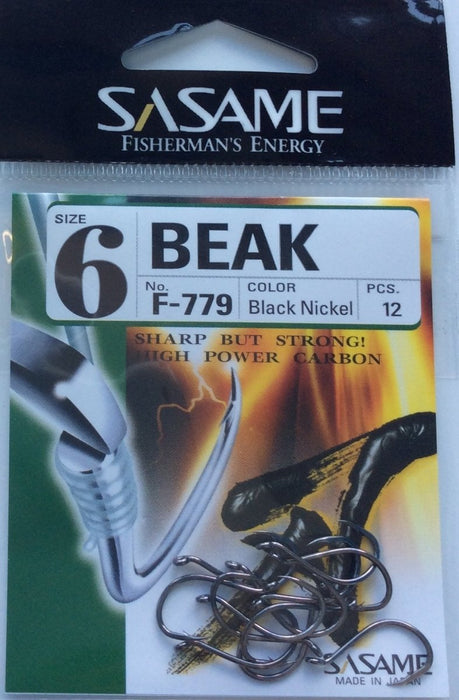 SASAME
FISHERMAN'S ENERGY
SIZE
6
BEAK
No.
F-779
COLOR
Black Nickel
PCS.
12
SHARP BUT STRONG!
HIGH POWER CARBON
SASAME
MADE IN JAPAN